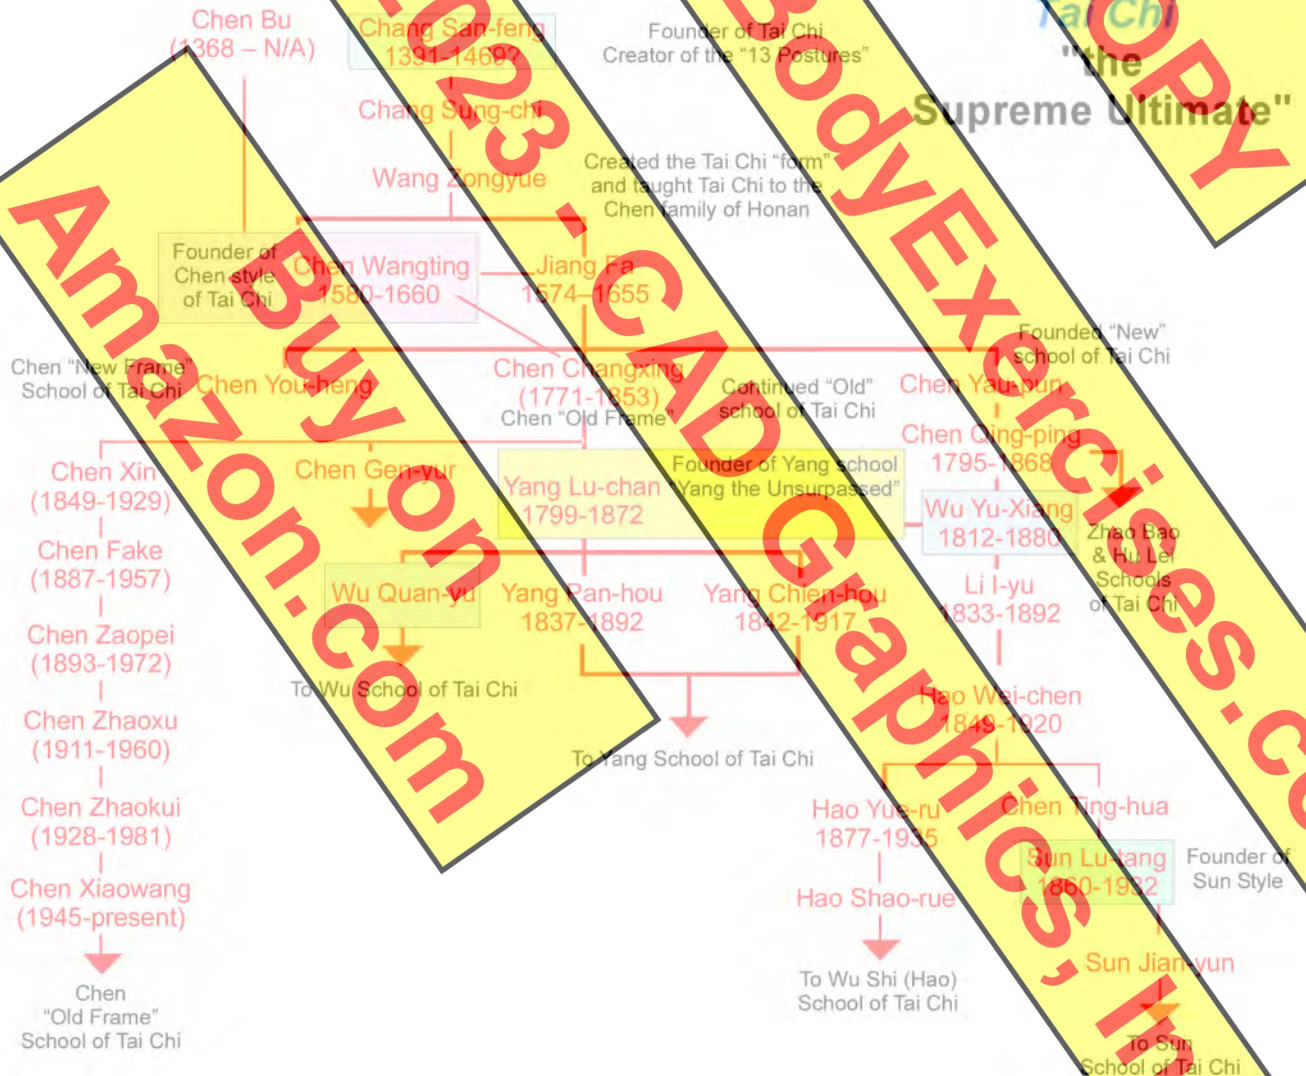 Chen Bu
(1368 – N/A)
Chang San-feng
Founder of Tai Chi
Creator of the “13 Postures”
Tai Chi
"the
Supreme Ultimate"
Chang Sung-chi
Wang Zongyue
Created the Tai Chi “form”
and taught Tai Chi to the
Chen family of Honan
Founder of
Chen style
of Tai Chi
Chen Wangting
1580-1660
Jiang Fa
1574–1655
Chen “New Frame”
School of Tai Chi
Chen You-heng
Chen Changxing
(1771-1853)
Chen “Old Frame”
Continued “Old”
school of Tai Chi
Founded “New”
school of Tai Chi
Chen Yau-pun
Chen Qing-ping
1795-1868
Chen Xin
(1849-1929)
Chen Gen-yur
Yang Lu-chan
1799-1872
Founder of Yang school
“Yang the Unsurpassed”
Wu Yu-Xiang
1812-1880
Zhao Bao
& Hu Lei
Schools
of Tai Chi
Chen Fake
(1887-1957)
Wu Quan-yu
Yang Pan-hou
1837-1892
Yang Chien-hou
1842-1917
Li I-yu
1833-1892
Chen Zaopei
(1893-1972)
To Wu School of Tai Chi
Hao Wei-chen
1849-1920
Chen Zhaoxu
(1911-1960)
To Yang School of Tai Chi
Chen Zhaokui
(1928-1981)
Hao Yue-ru
1877-1935
Chen Ting-hua
Sun Lu-tang
1860-1932
Founder of
Sun Style
Chen Xiaowang
(1945-present)
Hao Shao-rue
Sun Jian-yun
Chen
“Old Frame”
School of Tai Chi
To Wu Shi (Hao)
School of Tai Chi
To Sun
School of Tai Chi
Buy on
Amazon.com
2023 - CAD Graphics, In
BodyExercises.co
OPY